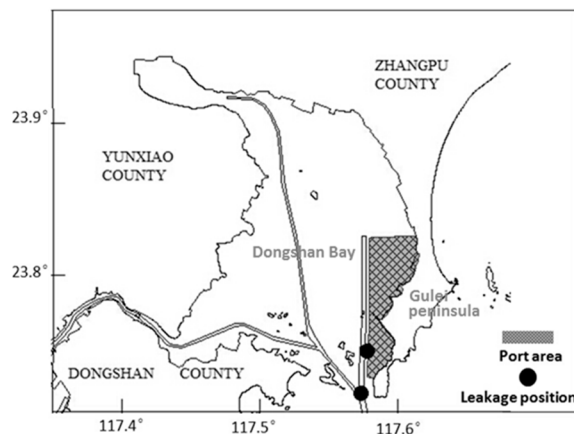 ZHANGPU
COUNTY
23.9°
YUNXIAO
COUNTY
Dongshan Bay
23.8°
Gulei
peninsula
Port area
DONGSHAN COUNTY
Leakage position
117.4° 117.5° 117.6°